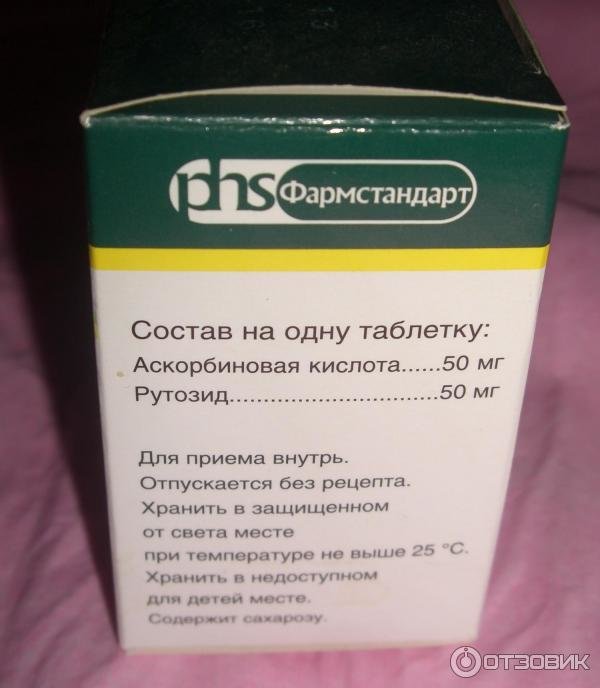 phs Фармстандарт
Состав на одну таблетку:
Аскорбиновая кислота......50 мг
Рутозид.................................50 мг
Для приема внутрь.
Отпускается без рецепта.
Хранить в защищенном
от света месте
при температуре не выше 25 °С.
Хранить в недоступном
для детей месте.
Содержит сахарозу.
ОТЗОВИК